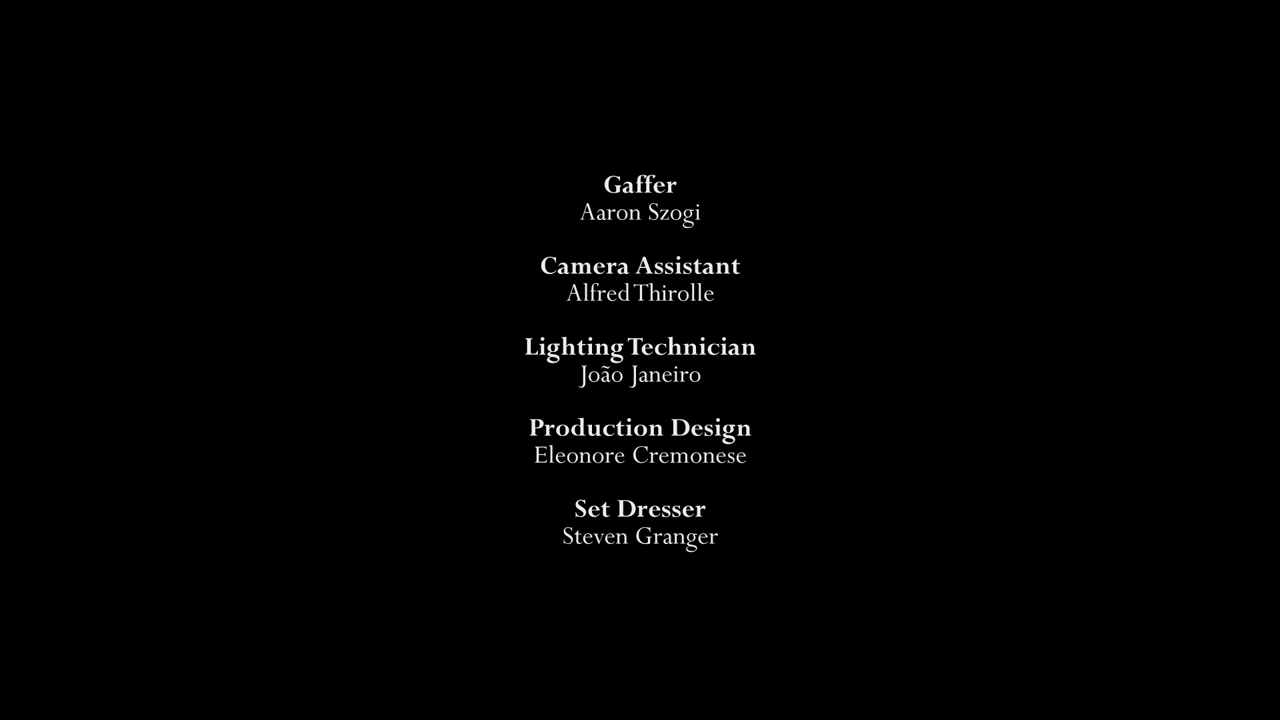 Gaffer
Aaron Szogi
Camera Assistant
Alfred Thirolle
Lighting Technician
João Janeiro
Production Design
Eleonore Cremonese
Set Dresser
Steven Granger